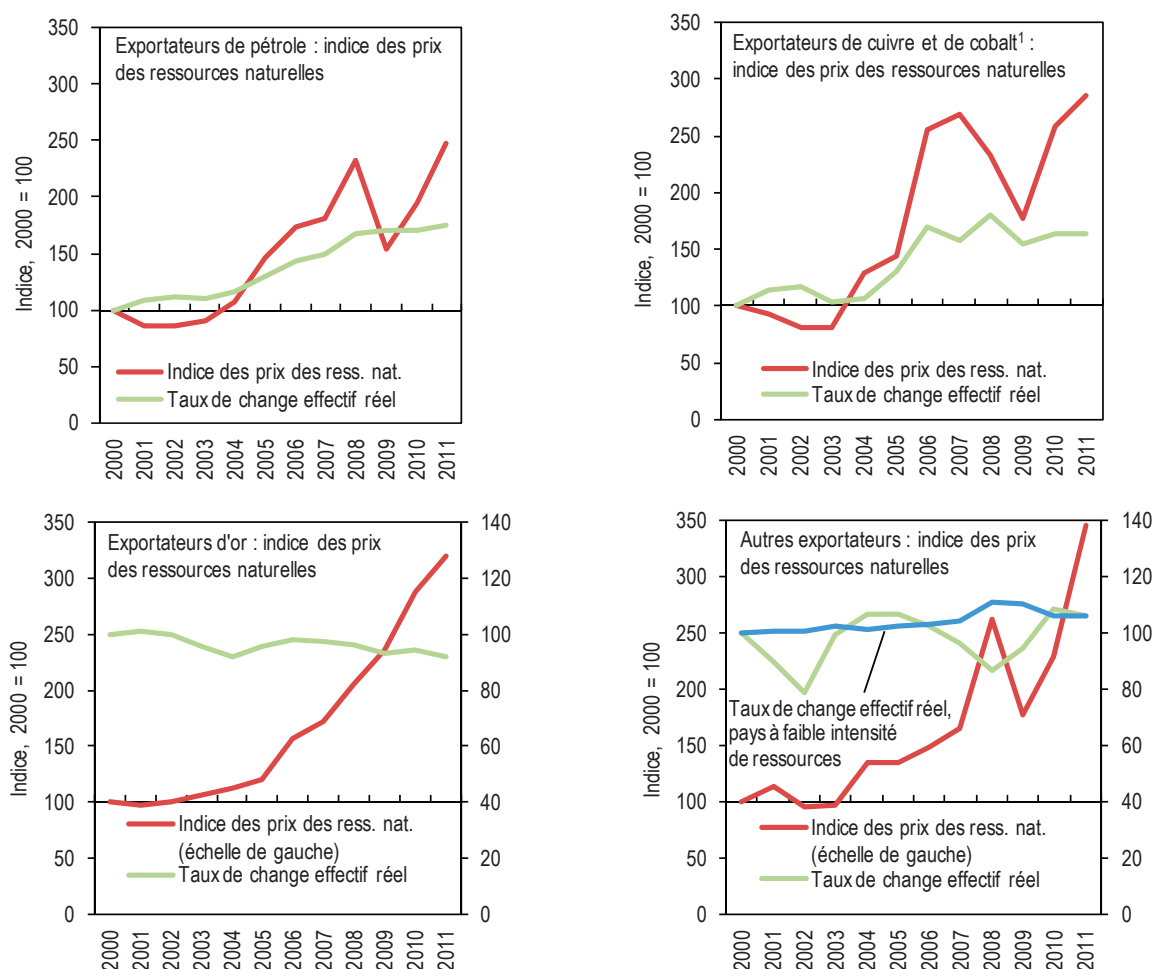 Exportateurs de pétrole : indice des prix
des ressources naturelles
Indice, 2000 = 100
350
300
250
200
150
100
50
0
Indice des prix des ress. nat.
Taux de change effectif réel
2000 2001 2002 2003 2004 2005 2006 2007 2008 2009 2010 2011
Exportateurs de cuivre et de cobalt¹ :
indice des prix des ressources naturelles
Indice, 2000 = 100
350
300
250
200
150
100
50
0
Indice des prix des ress. nat.
Taux de change effectif réel
2000 2001 2002 2003 2004 2005 2006 2007 2008 2009 2010 2011
Exportateurs d'or : indice des prix
des ressources naturelles
Indice, 2000 = 100
350
300
250
200
150
100
50
0
140
120
100
80
60
40
20
0
Indice des prix des ress. nat.
(échelle de gauche)
Taux de change effectif réel
2000 2001 2002 2003 2004 2005 2006 2007 2008 2009 2010 2011
Autres exportateurs : indice des prix
des ressources naturelles
Indice, 2000 = 100
350
300
250
200
150
100
50
0
140
120
100
80
60
40
20
0
Taux de change effectif réel,
pays à faible intensité
de ressources
Indice des prix des ress. nat.
(échelle de gauche)
Taux de change effectif réel
2000 2001 2002 2003 2004 2005 2006 2007 2008 2009 2010 2011